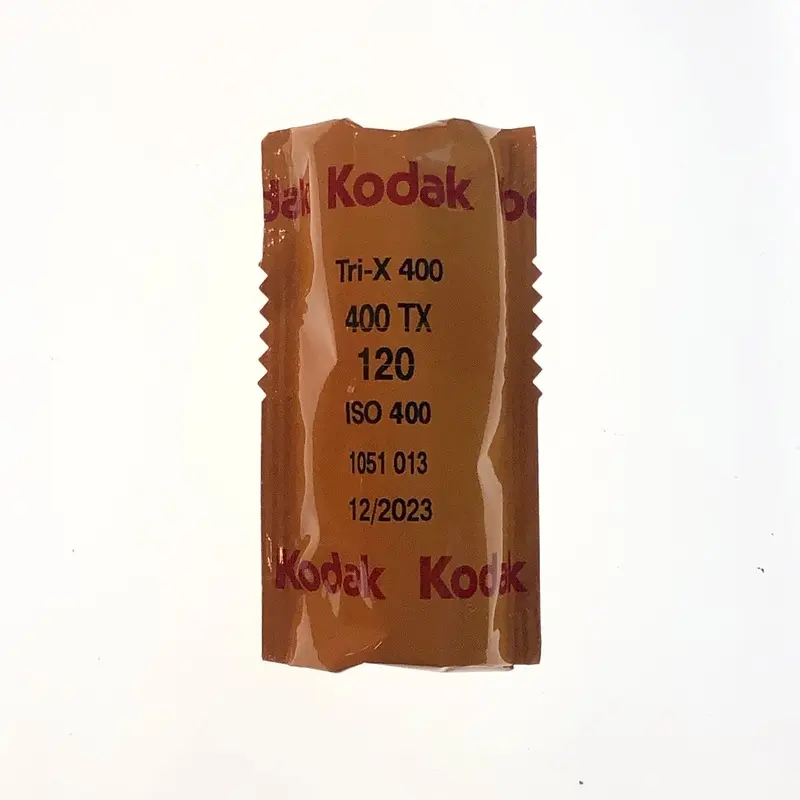 Kodak
Tri-X 400
400 TX
120
ISO 400
1051 013
12/2023
Kodak Kodak